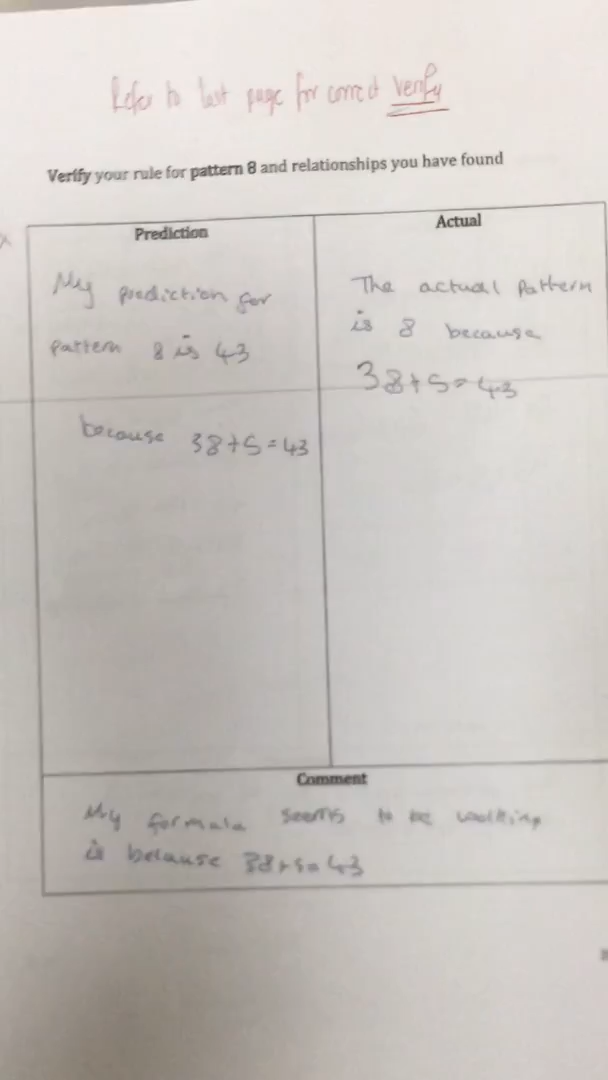 Refer to last page for correct verify
Verify your rule for pattern 8 and relationships you have found
Prediction
Actual
My prediction for
pattern 8 is 43
because 38+5=43
The actual pattern
is 8 because
38+5=43
Comment
My formula seems to be working
is because 38+5=43